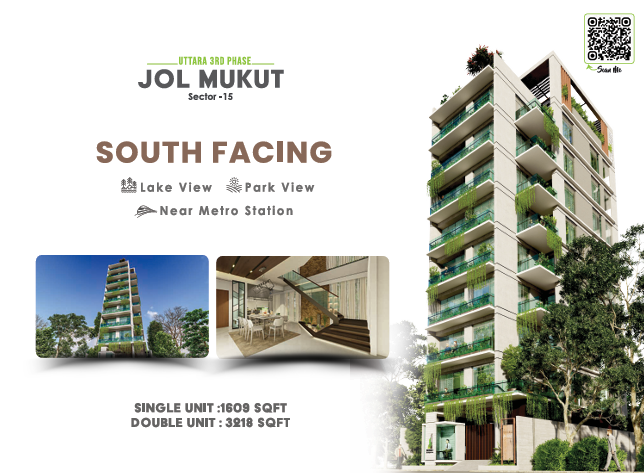 UTTARA 3RD PHASE
JOL MUKUT
Sector -15
Scan Me
SOUTH FACING
Lake View Park View
Near Metro Station
SINGLE UNIT :1609 SQFT
DOUBLE UNIT : 3218 SQFT